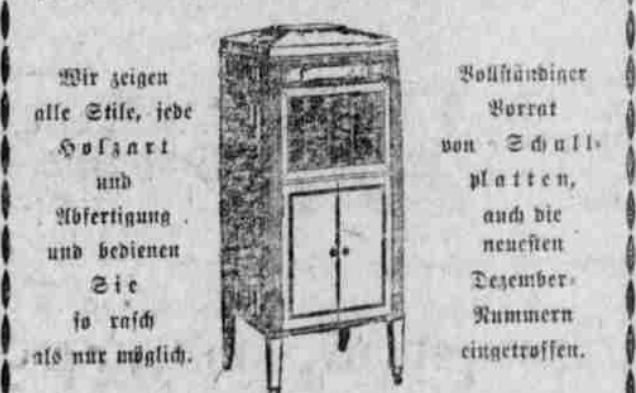 Wir zeigen
alle Stile, jede
Holzart
und
Abfertigung
und bedienen
Sie
so rasch
als nur möglich.
Vollständiger
Vorrat
von Schall-
platten,
auch die
neuesten
Dezember-
Nummern
eingetroffen.